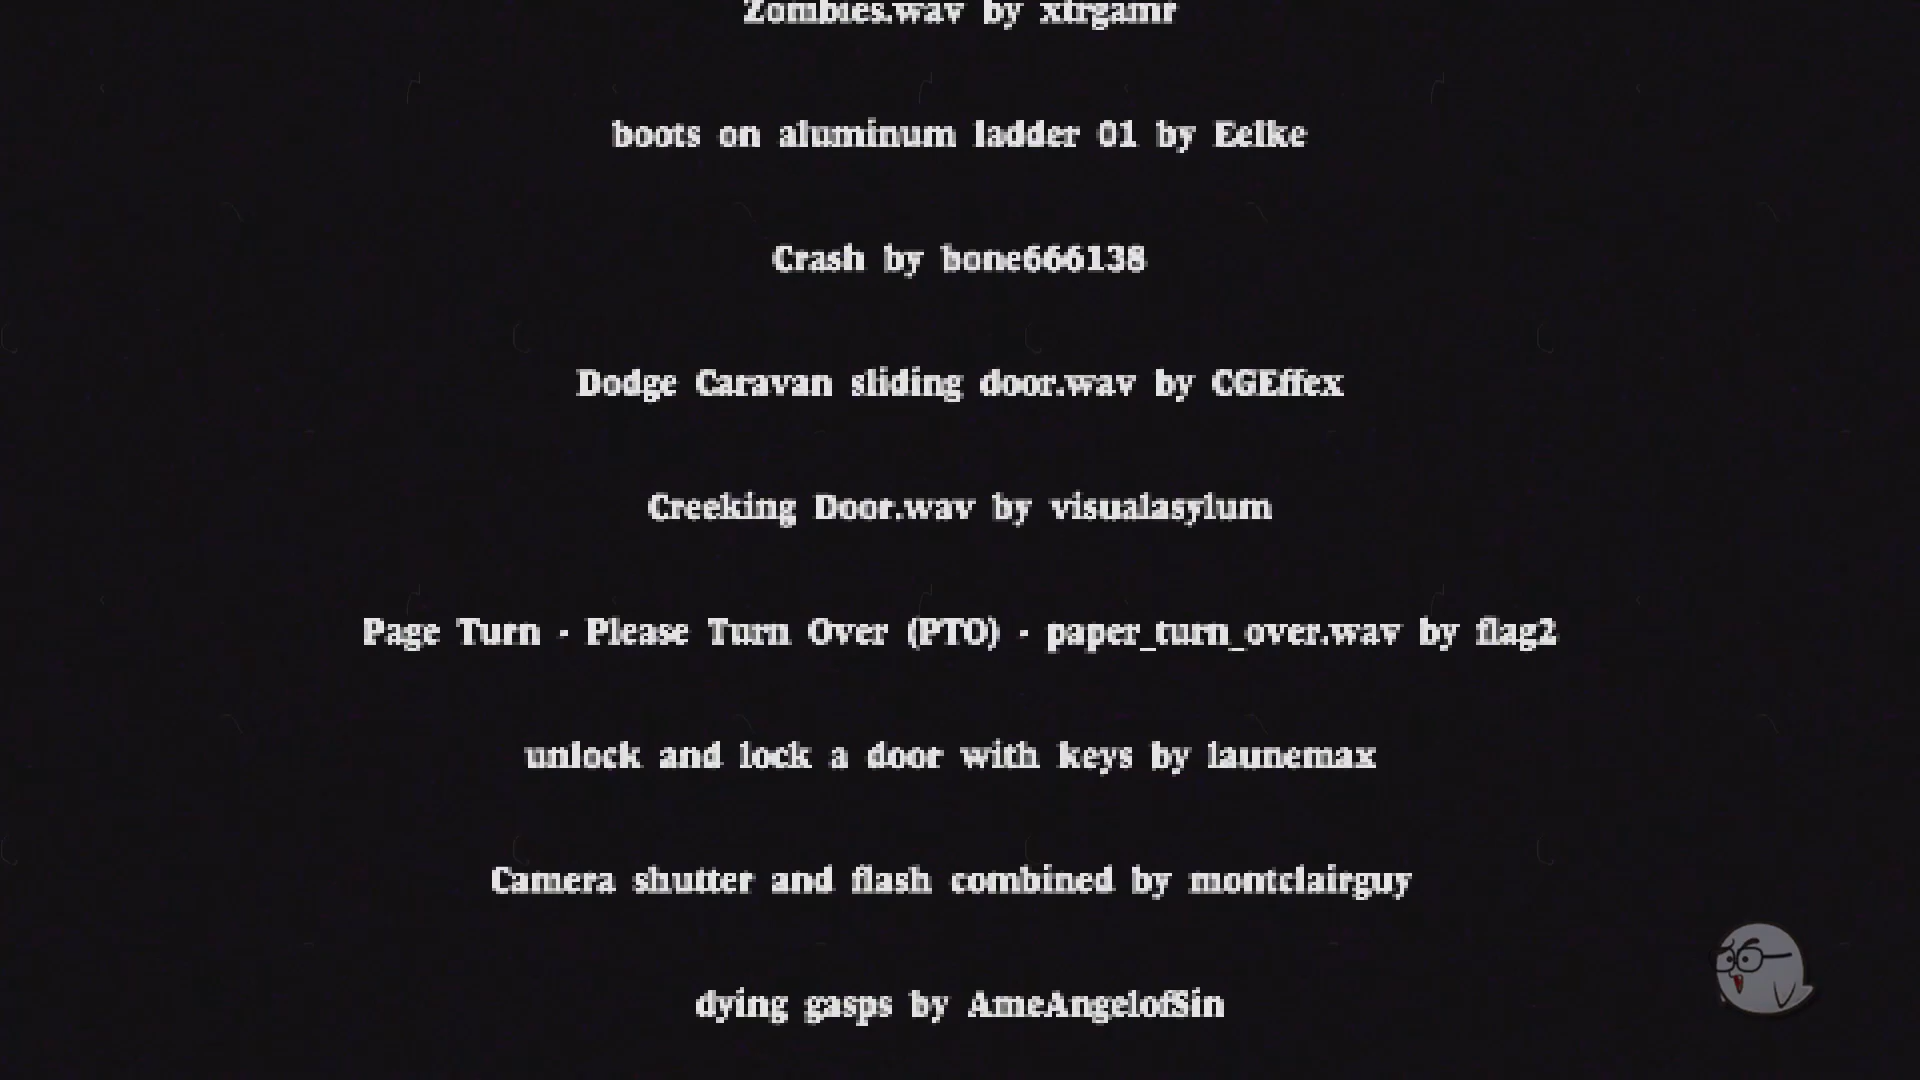 Zombies.wav by xtrgamr
boots on aluminum ladder 01 by Eelke
Crash by bone666138
Dodge Caravan sliding door.wav by CGEffex
Creeking Door.wav by visualasylum
Page Turn - Please Turn Over (PTO) - paper_turn_over.wav by flag2
unlock and lock a door with keys by launemax
Camera shutter and flash combined by montclairguy
dying gasps by AmeAngelofSin